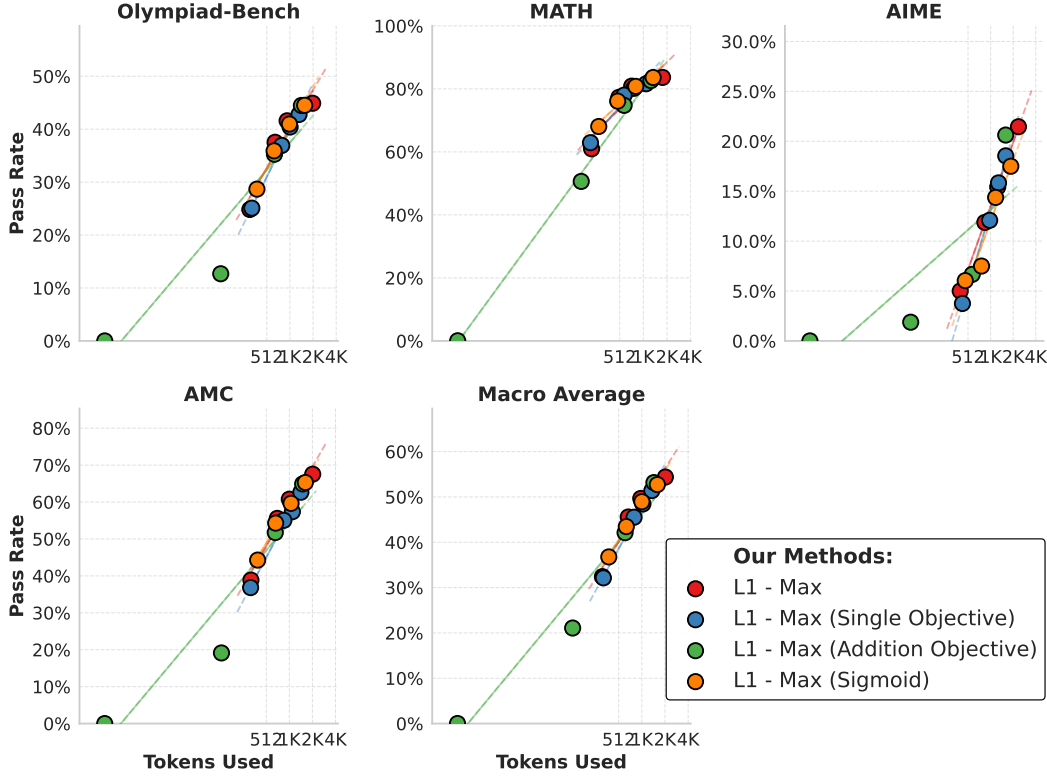 Olympiad-Bench
MATH
AIME
Pass Rate
50%
40%
30%
20%
10%
0%
512 1K 2K 4K
100%
80%
60%
40%
20%
0%
512 1K 2K 4K
30.0%
25.0%
20.0%
15.0%
10.0%
5.0%
0.0%
512 1K 2K 4K
AMC
Macro Average
Pass Rate
80%
70%
60%
50%
40%
30%
20%
10%
0%
512 1K 2K 4K
Tokens Used
60%
50%
40%
30%
20%
10%
0%
512 1K 2K 4K
Tokens Used
Our Methods:
L1 - Max
L1 - Max (Single Objective)
L1 - Max (Addition Objective)
L1 - Max (Sigmoid)